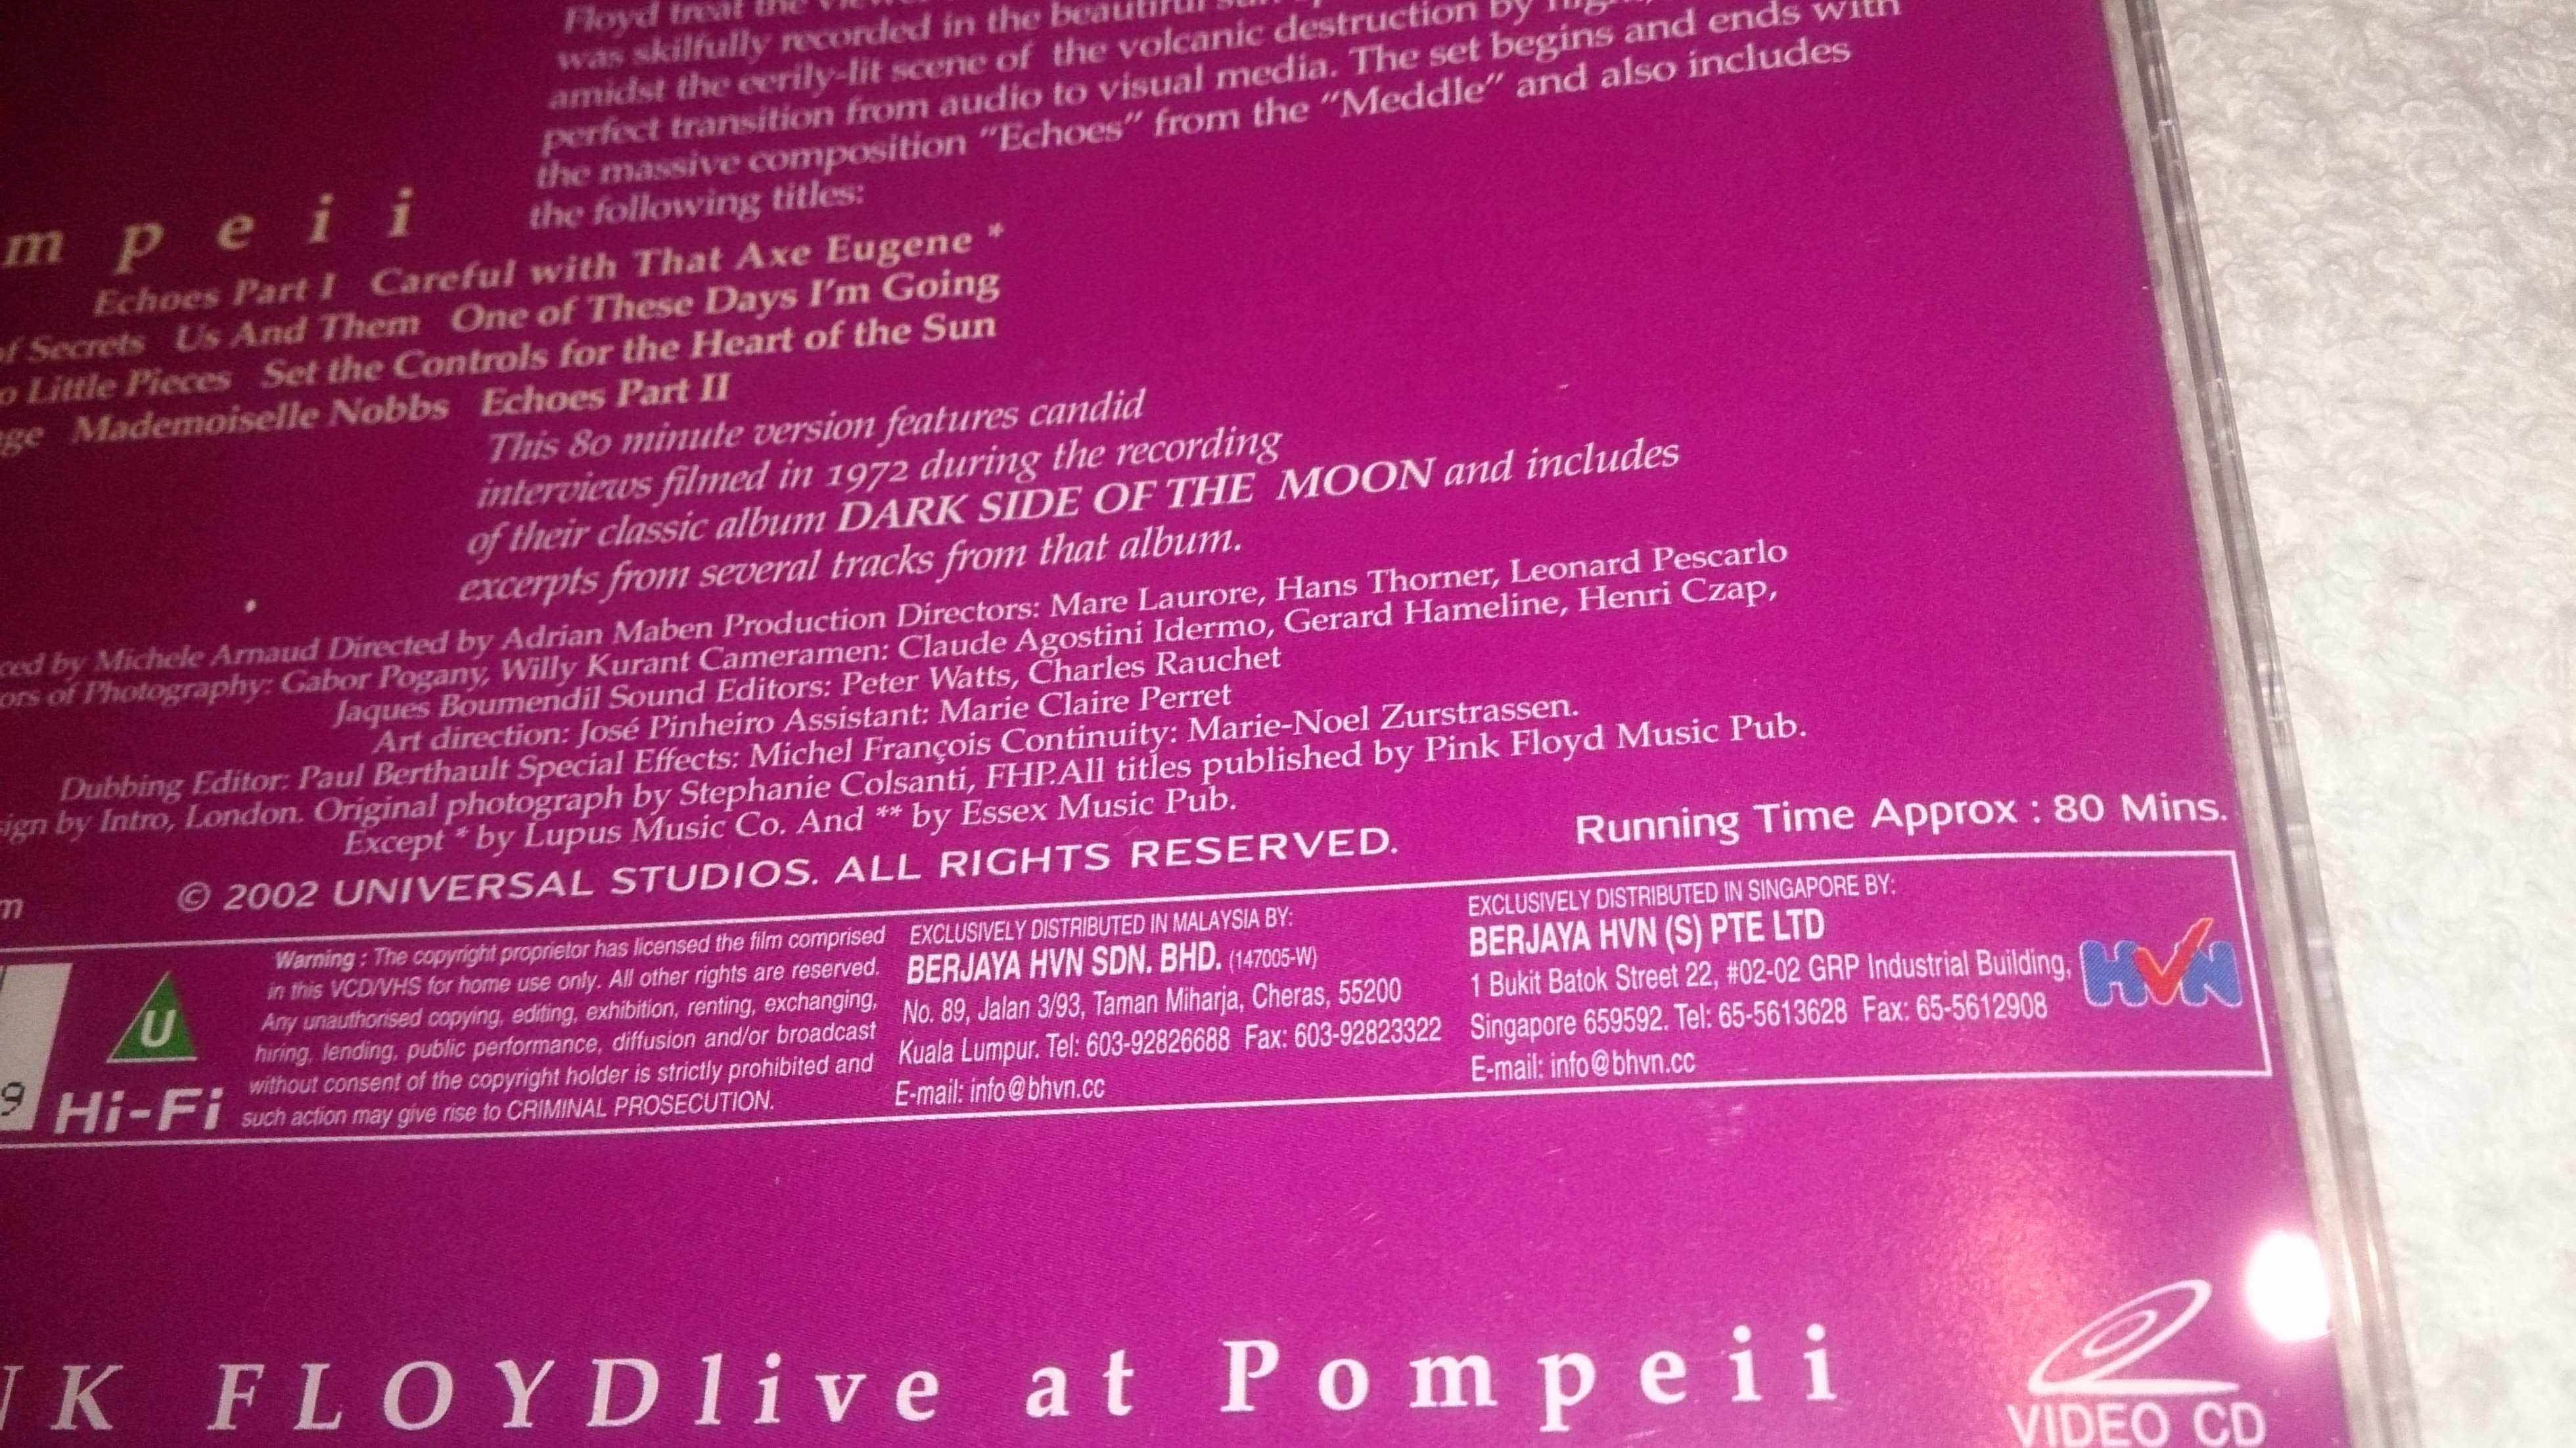 Floyd treat the
was skilfully recorded in the beautiful
amidst the eerily-lit scene of the volcanic destruction by
perfect transition from audio to visual media. The set begins and ends with
the massive composition "Echoes" from the "Meddle" and also includes
the following titles:
mpeii
Echoes Part I Careful with That Axe Eugene *
of Secrets Us And Them One of These Days I'm Going
o Little Pieces Set the Controls for the Heart of the Sun
ge Mademoiselle Nobbs Echoes Part II
This 80 minute version features candid
interviews filmed in 1972 during the recording
of their classic album DARK SIDE OF THE MOON and includes
excerpts from several tracks from that album.
ced by Michele Arnaud Directed by Adrian Maben Production Directors: Mare Laurore, Hans Thorner, Leonard Pescarlo
ors of Photography: Gabor Pogany, Willy Kurant Cameramen: Claude Agostini Idermo, Gerard Hameline, Henri Czap,
Jaques Boumendil Sound Editors: Peter Watts, Charles Rauchet
Art direction: José Pinheiro Assistant: Marie Claire Perret
Dubbing Editor: Paul Berthault Special Effects: Michel François Continuity: Marie-Noel Zurstrassen.
ign by Intro, London. Original photograph by Stephanie Colsanti, FHP.All titles published by Pink Floyd Music Pub.
Except * by Lupus Music Co. And ** by Essex Music Pub.
m © 2002 UNIVERSAL STUDIOS. ALL RIGHTS RESERVED.
Running Time Approx : 80 Mins.
9
U
Hi-Fi
Warning : The copyright proprietor has licensed the film comprised
in this VCD/VHS for home use only. All other rights are reserved.
Any unauthorised copying, editing, exhibition, renting, exchanging,
hiring, lending, public performance, diffusion and/or broadcast
without consent of the copyright holder is strictly prohibited and
such action may give rise to CRIMINAL PROSECUTION.
EXCLUSIVELY DISTRIBUTED IN MALAYSIA BY:
BERJAYA HVN SDN. BHD. (147005-W)
No. 89, Jalan 3/93, Taman Miharja, Cheras, 55200
Kuala Lumpur. Tel: 603-92826688 Fax: 603-92823322
E-mail: info@bhvn.cc
EXCLUSIVELY DISTRIBUTED IN SINGAPORE BY:
BERJAYA HVN (S) PTE LTD
1 Bukit Batok Street 22, #02-02 GRP Industrial Building,
Singapore 659592. Tel: 65-5613628 Fax: 65-5612908
E-mail: info@bhvn.cc
HVN
NK FLOYD live at Pompeii
VIDEO CD